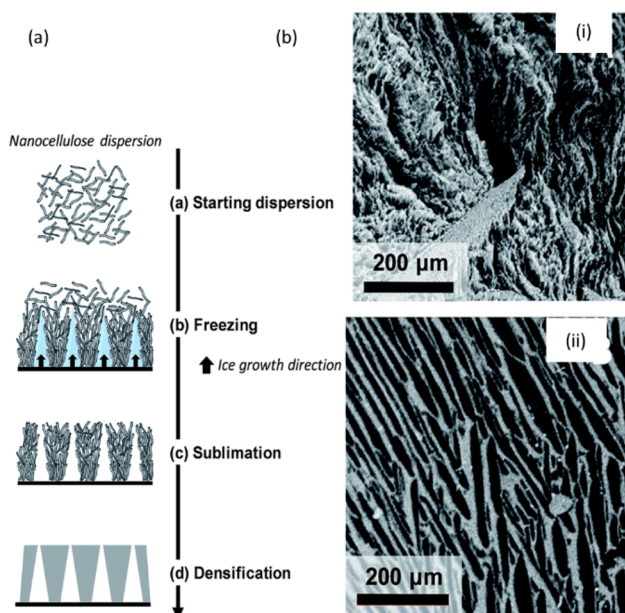 (a)
(b)
(i)
Nanocellulose dispersion
(a) Starting dispersion
200 µm
(b) Freezing
Ice growth direction
(ii)
(c) Sublimation
(d) Densification
200 µm